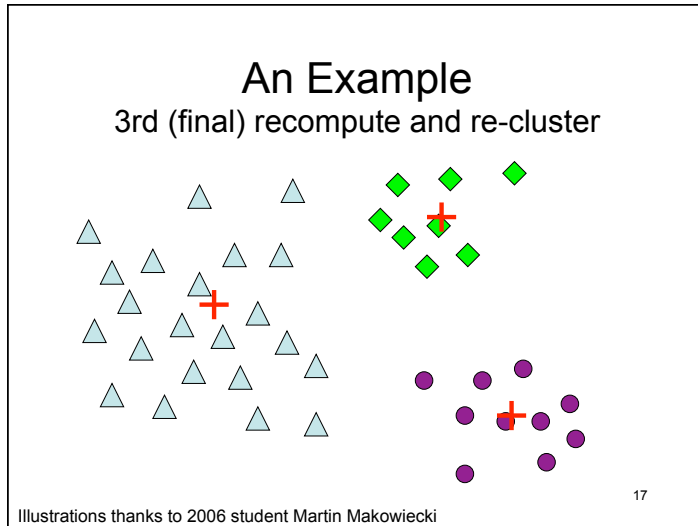 An Example
3rd (final) recompute and re-cluster
17
Illustrations thanks to 2006 student Martin Makowiecki